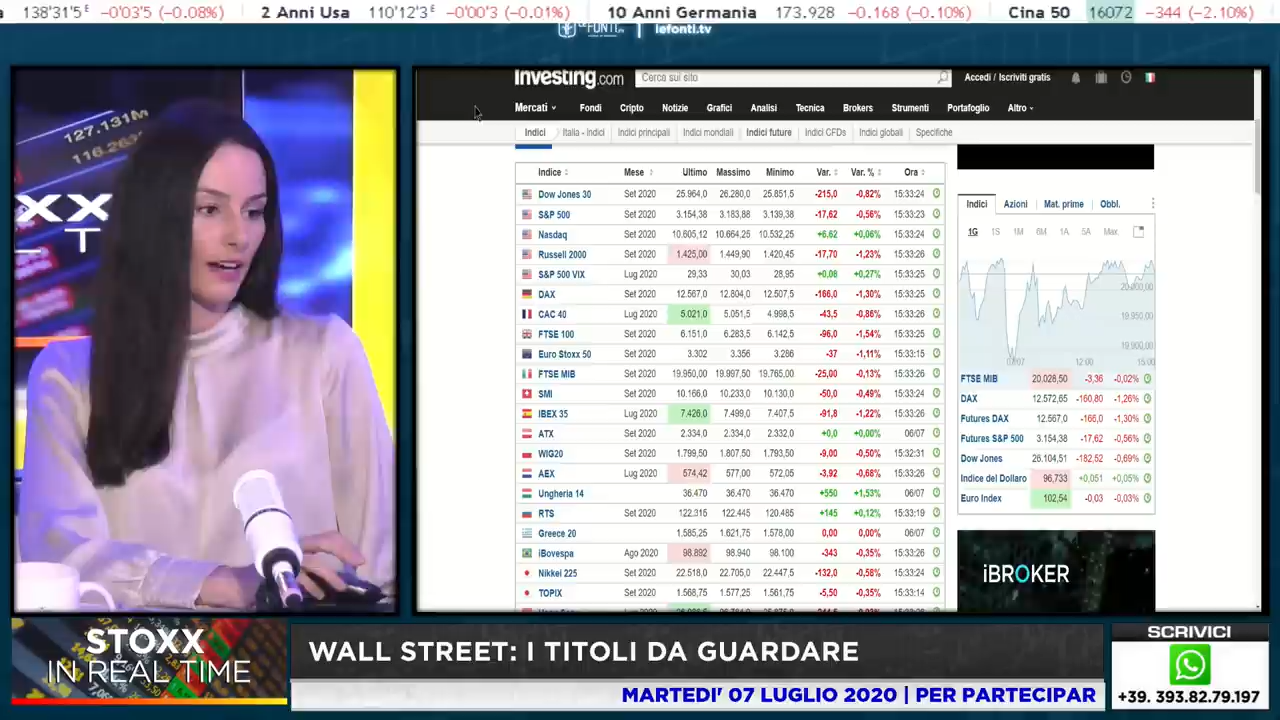 138'31'5ᴱ -0'03'5 (-0.08%) 2 Anni Usa 110'12'3ᴱ -0'00'3 (-0.01%) 10 Anni Germania 173.928 -0.168 (-0.10%) Cina 50 16072 -344 (-2.10%)
LEFONTI.TV lefonti.tv
127.131M
XX
T
Investing.com Cerca sul sito Accedi / Iscriviti gratis
Mercati Fondi Cripto Notizie Grafici Analisi Tecnica Brokers Strumenti Portafoglio Altro
Indici Italia - Indici Indici principali Indici mondiali Indici future Indici CFDs Indici globali Specifiche
Indice Mese Ultimo Massimo Minimo Var. Var. % Ora
Dow Jones 30 Set 2020 25.964,0 26.280,0 25.851,5 -215,0 -0,82% 15:33:24
S&P 500 Set 2020 3.154,38 3.183,88 3.139,38 -17,62 -0,56% 15:33:23
Nasdaq Set 2020 10.605,12 10.664,25 10.532,25 +6,62 +0,06% 15:33:24
Russell 2000 Set 2020 1.425,00 1.449,90 1.420,45 -17,70 -1,23% 15:33:26
S&P 500 VIX Lug 2020 29,33 30,03 28,95 +0,08 +0,27% 15:33:25
DAX Set 2020 12.567,0 12.804,0 12.507,5 -166,0 -1,30% 15:33:25
CAC 40 Lug 2020 5.021,0 5.051,5 4.998,5 -43,5 -0,86% 15:33:26
FTSE 100 Set 2020 6.151,0 6.283,5 6.142,5 -96,0 -1,54% 15:33:25
Euro Stoxx 50 Set 2020 3.302 3.356 3.286 -37 -1,11% 15:33:15
FTSE MIB Set 2020 19.950,00 19.997,50 19.765,00 -25,00 -0,13% 15:33:26
SMI Set 2020 10.166,0 10.233,0 10.130,0 -50,0 -0,49% 15:33:24
IBEX 35 Lug 2020 7.426,0 7.499,0 7.407,5 -91,8 -1,22% 15:33:26
ATX Set 2020 2.334,0 2.334,0 2.332,0 +0,0 +0,00% 06/07
WIG20 Set 2020 1.799,50 1.807,50 1.793,50 -9,00 -0,50% 15:32:31
AEX Lug 2020 574,42 577,00 572,05 -3,92 -0,68% 15:33:26
Ungheria 14 36.470 36.470 36.470 +550 +1,53% 06/07
RTS Set 2020 122.315 122.445 120.485 +145 +0,12% 15:33:19
Greece 20 1.585,25 1.621,75 1.578,00 0,00 0,00% 06/07
iBovespa Ago 2020 98.892 98.940 98.100 -343 -0,35% 15:33:26
Nikkei 225 Set 2020 22.518,0 22.705,0 22.447,5 -132,0 -0,58% 15:33:24
TOPIX Set 2020 1.568,75 1.577,25 1.561,75 -5,50 -0,35% 15:33:14
Indici Azioni Mat. prime Obbl.
1G 1S 1M 6M 1A 5A Max.
20.000,00
19.950,00
19.900,00
03/07 12:00 15:00
FTSE MIB 20.028,50 -3,36 -0,02%
DAX 12.572,65 -160,80 -1,26%
Futures DAX 12.567,0 -166,0 -1,30%
Futures S&P 500 3.154,38 -17,62 -0,56%
Dow Jones 26.104,51 -182,52 -0,69%
Indice del Dollaro 96,733 +0,051 +0,05%
Euro Index 102,54 -0,03 -0,03%
iBROKER
STOXX
IN REAL TIME
WALL STREET: I TITOLI DA GUARDARE
MARTEDI' 07 LUGLIO 2020 | PER PARTECIPAR
SCRIVICI
+39. 393.82.79.197